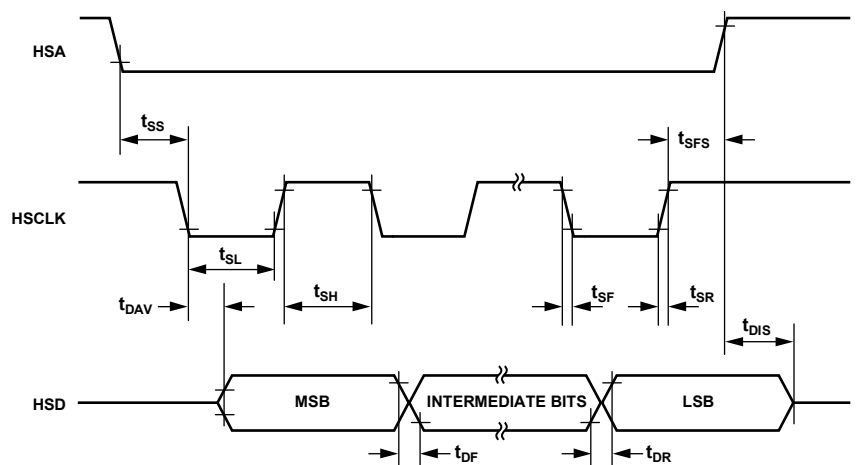 HSA
tSS
tSFS
HSCLK
tSL
tDAV
tSH
tSF
tSR
tDIS
HSD
MSB
INTERMEDIATE BITS
LSB
tDF
tDR